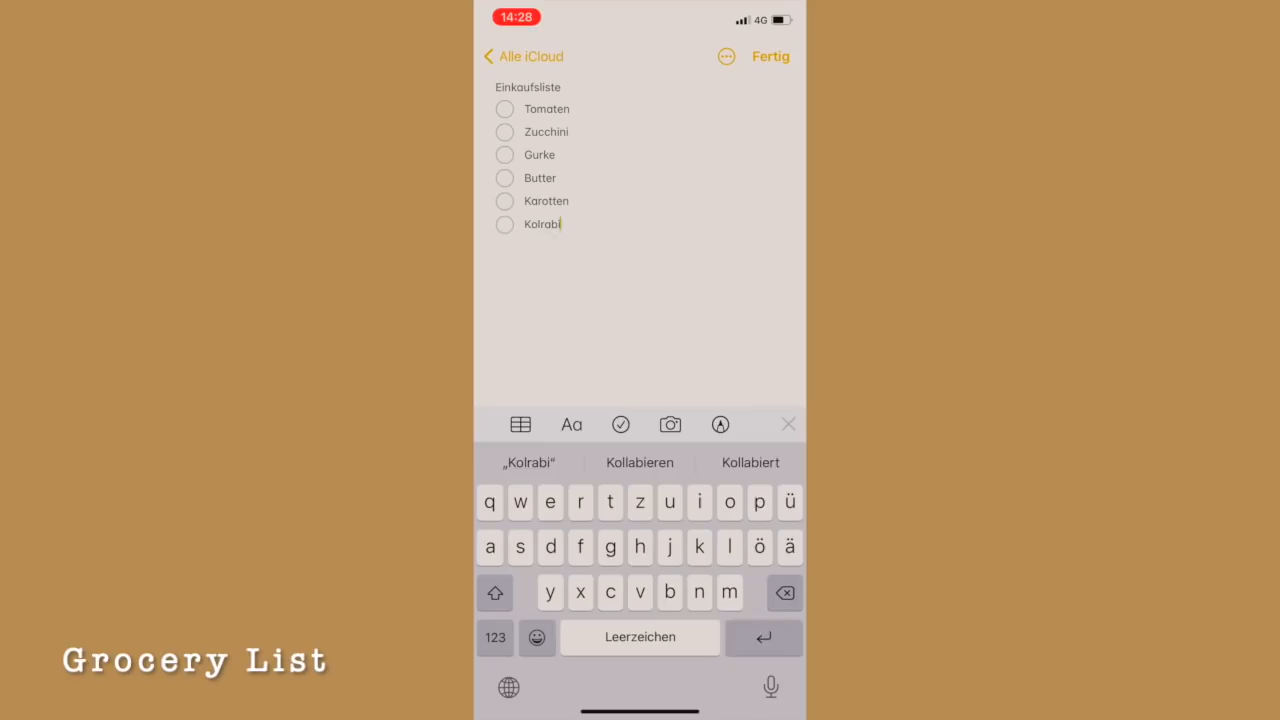 14:28
4G
Alle iCloud
Fertig
Einkaufsliste
Tomaten
Zucchini
Gurke
Butter
Karotten
Kolrabi
Aa
„Kolrabi“ Kollabieren Kollabiert
q w e r t z u i o p ü
a s d f g h j k l ö ä
y x c v b n m
123 Leerzeichen
Grocery List